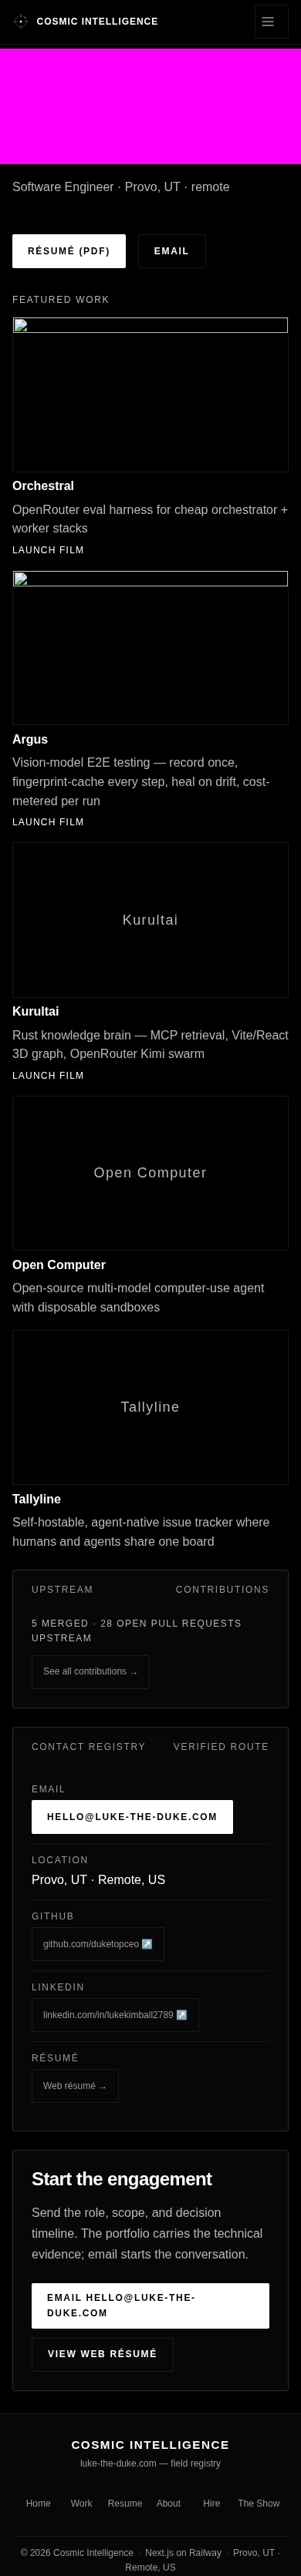 COSMIC INTELLIGENCE
Software Engineer · Provo, UT · remote
RÉSUMÉ (PDF)
EMAIL
FEATURED WORK
Orchestral
OpenRouter eval harness for cheap orchestrator +
worker stacks
LAUNCH FILM
Argus
Vision-model E2E testing — record once,
fingerprint-cache every step, heal on drift, cost-
metered per run
LAUNCH FILM
Kurultai
Kurultai
Rust knowledge brain — MCP retrieval, Vite/React
3D graph, OpenRouter Kimi swarm
LAUNCH FILM
Open Computer
Open Computer
Open-source multi-model computer-use agent
with disposable sandboxes
Tallyline
Tallyline
Self-hostable, agent-native issue tracker where
humans and agents share one board
UPSTREAM
CONTRIBUTIONS
5 MERGED · 28 OPEN PULL REQUESTS
UPSTREAM
See all contributions →
CONTACT REGISTRY
VERIFIED ROUTE
EMAIL
HELLO@LUKE-THE-DUKE.COM
LOCATION
Provo, UT · Remote, US
GITHUB
github.com/duketopceo ↗
LINKEDIN
linkedin.com/in/lukekimball2789 ↗
RÉSUMÉ
Web résumé →
Start the engagement
Send the role, scope, and decision
timeline. The portfolio carries the technical
evidence; email starts the conversation.
EMAIL HELLO@LUKE-THE-
DUKE.COM
VIEW WEB RÉSUMÉ
COSMIC INTELLIGENCE
luke-the-duke.com — field registry
Home Work Resume About Hire The Show
© 2026 Cosmic Intelligence · Next.js on Railway · Provo, UT ·
Remote, US